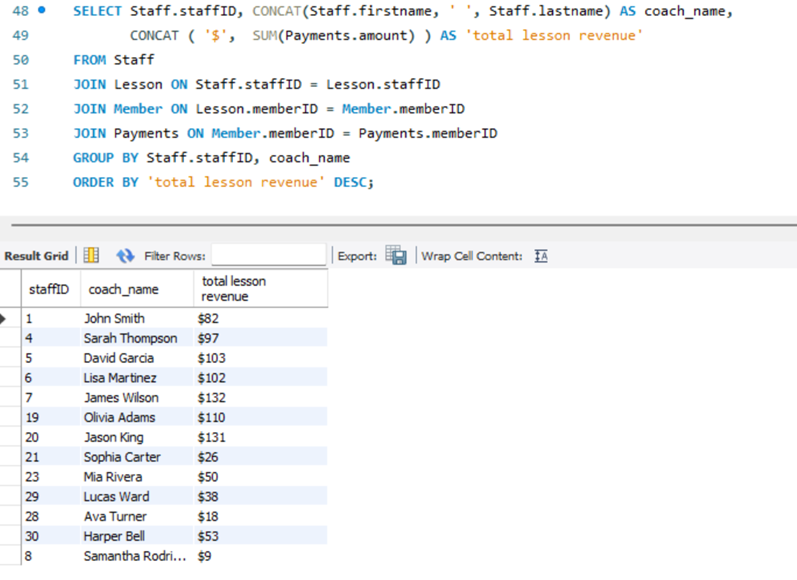 48 SELECT Staff.staffID, CONCAT(Staff.firstname, ' ', Staff.lastname) AS coach_name,
49 CONCAT ( '$', SUM(Payments.amount) ) AS 'total lesson revenue'
50 FROM Staff
51 JOIN Lesson ON Staff.staffID = Lesson.staffID
52 JOIN Member ON Lesson.memberID = Member.memberID
53 JOIN Payments ON Member.memberID = Payments.memberID
54 GROUP BY Staff.staffID, coach_name
55 ORDER BY 'total lesson revenue' DESC;
Result Grid Filter Rows: Export: Wrap Cell Content: IA
staffID coach_name total lesson
revenue
1 John Smith $82
4 Sarah Thompson $97
5 David Garcia $103
6 Lisa Martinez $102
7 James Wilson $132
19 Olivia Adams $110
20 Jason King $131
21 Sophia Carter $26
23 Mia Rivera $50
29 Lucas Ward $38
28 Ava Turner $18
30 Harper Bell $53
8 Samantha Rodri... $9